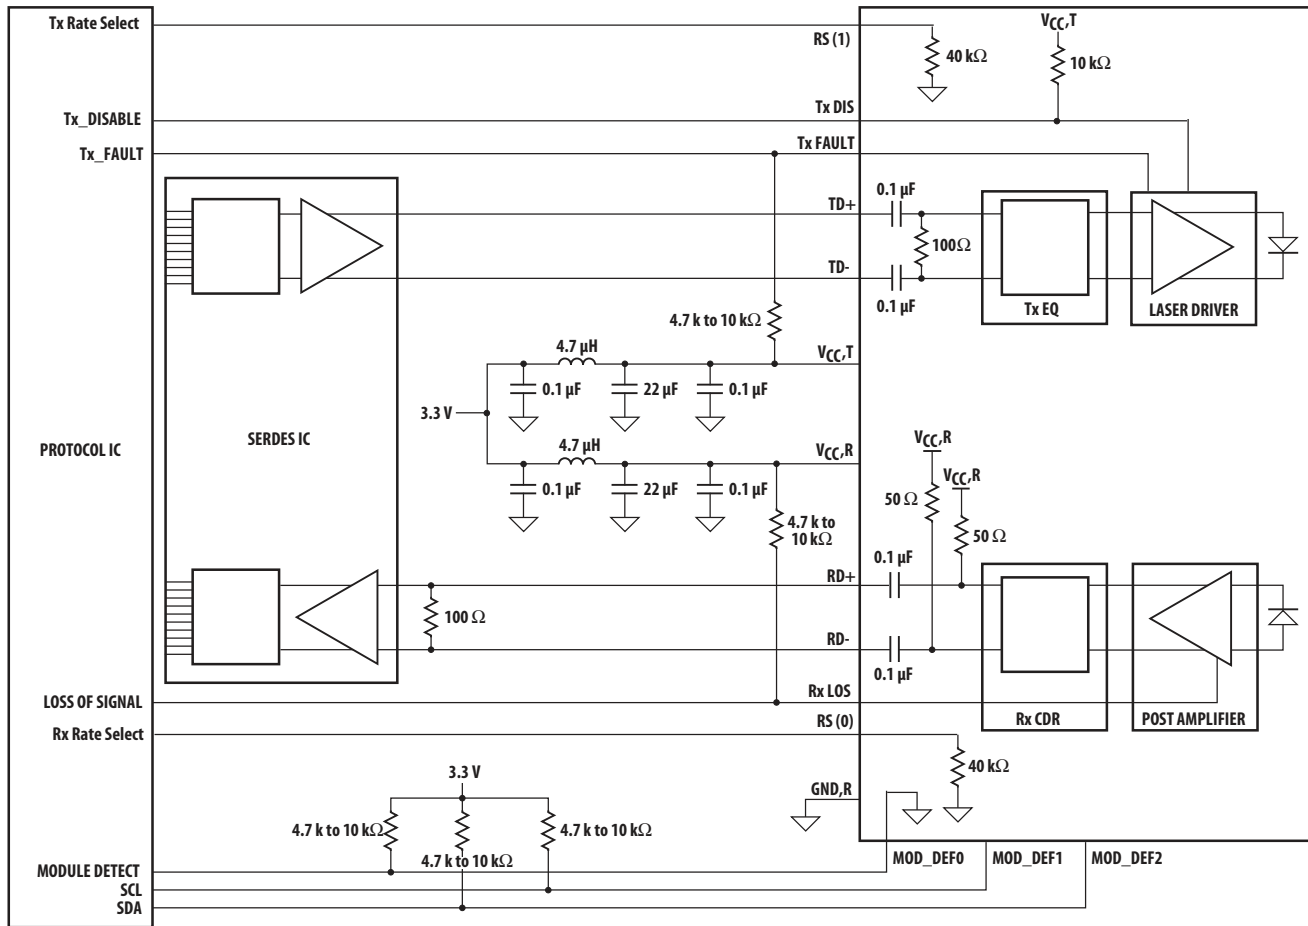 Tx Rate Select
RS (1)
40 kΩ
VCC,T
10 kΩ
Tx_DISABLE
Tx DIS
Tx_FAULT
Tx FAULT
0.1 µF
TD+
100Ω
TD-
0.1 µF
Tx EQ
LASER DRIVER
4.7 k to 10 kΩ
4.7 µH
VCC,T
0.1 µF
22 µF
0.1 µF
3.3 V
SERDES IC
PROTOCOL IC
4.7 µH
VCC,R
0.1 µF
22 µF
0.1 µF
VCC,R
VCC,R
50 Ω
50 Ω
4.7 k to
10 kΩ
0.1 µF
RD+
100 Ω
RD-
0.1 µF
LOSS OF SIGNAL
Rx LOS
Rx CDR
POST AMPLIFIER
Rx Rate Select
RS (0)
40 kΩ
3.3 V
GND,R
4.7 k to 10 kΩ
4.7 k to 10 kΩ
4.7 k to 10 kΩ
MOD_DEF0
MOD_DEF1
MOD_DEF2
MODULE DETECT
SCL
SDA